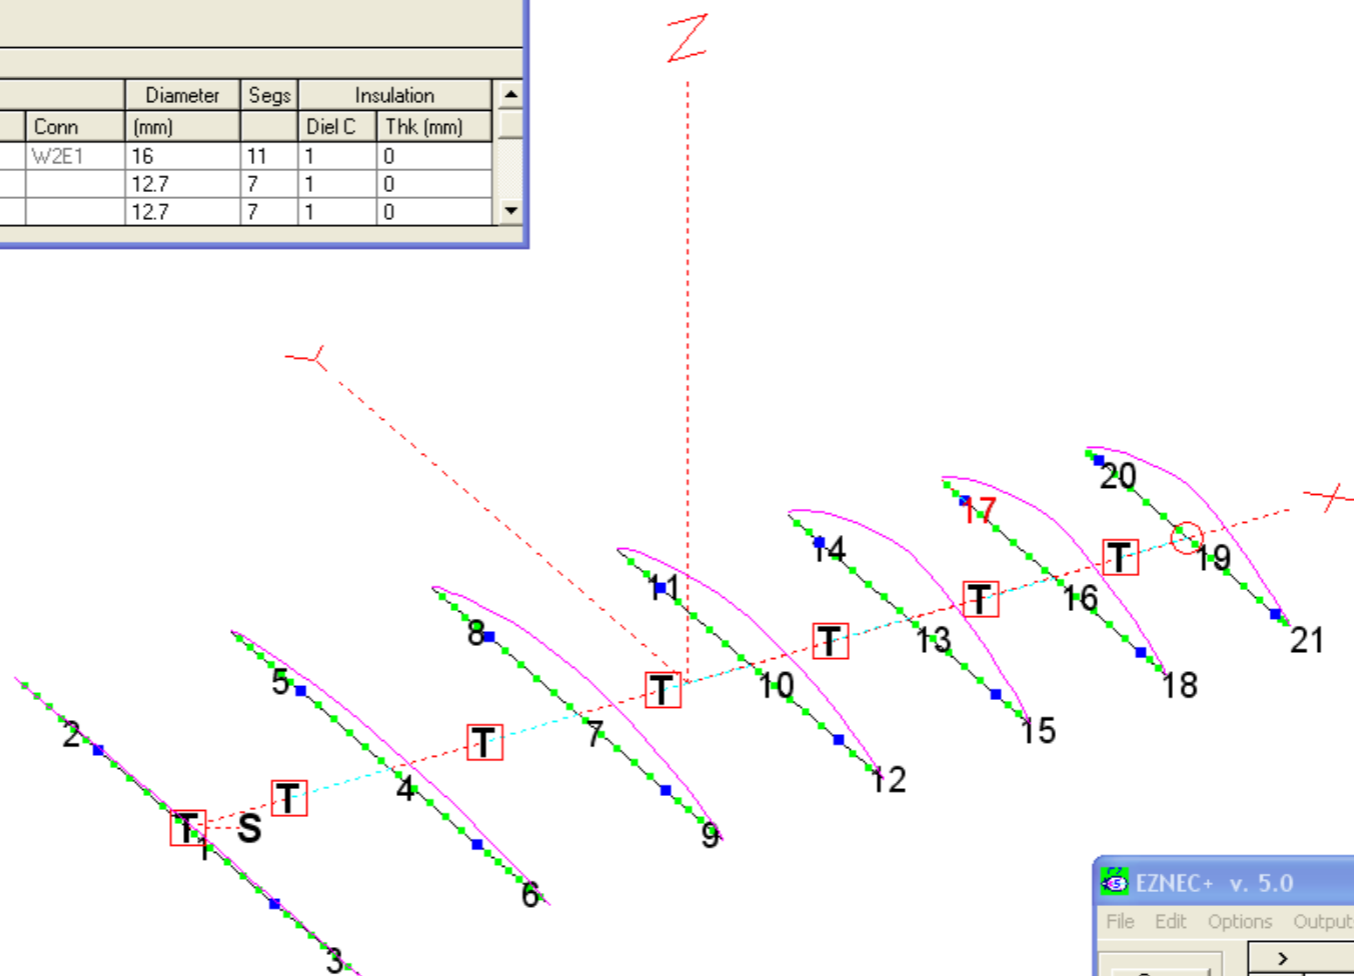 Diameter Segs Insulation
Conn (mm) Diel C Thk (mm)
W2E1 16 11 1 0
12.7 7 1 0
12.7 7 1 0
Z
Y
X
20
17
19
T
14
11
T
16
21
8
T
13
18
5
T
10
15
2
T
7
12
T
4
9
T S
1
6
3
EZNEC+ v. 5.0
File Edit Options Output
>